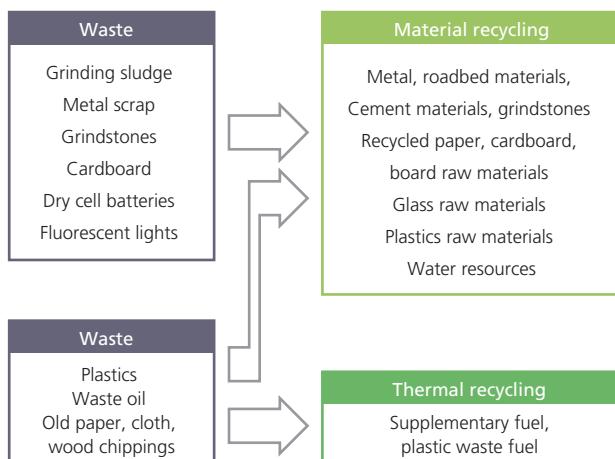 Waste
Grinding sludge
Metal scrap
Grindstones
Cardboard
Dry cell batteries
Fluorescent lights
Material recycling
Metal, roadbed materials,
Cement materials, grindstones
Recycled paper, cardboard,
board raw materials
Glass raw materials
Plastics raw materials
Water resources
Waste
Plastics
Waste oil
Old paper, cloth,
wood chippings
Thermal recycling
Supplementary fuel,
plastic waste fuel